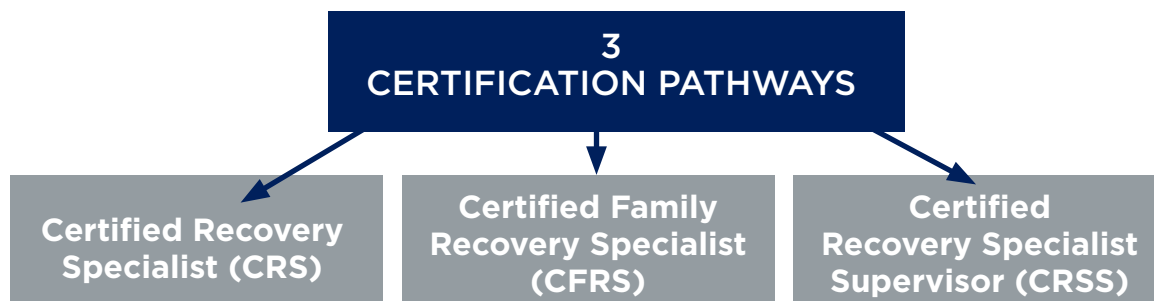 3
CERTIFICATION PATHWAYS
Certified Recovery
Specialist (CRS)
Certified Family
Recovery Specialist
(CFRS)
Certified
Recovery Specialist
Supervisor (CRSS)